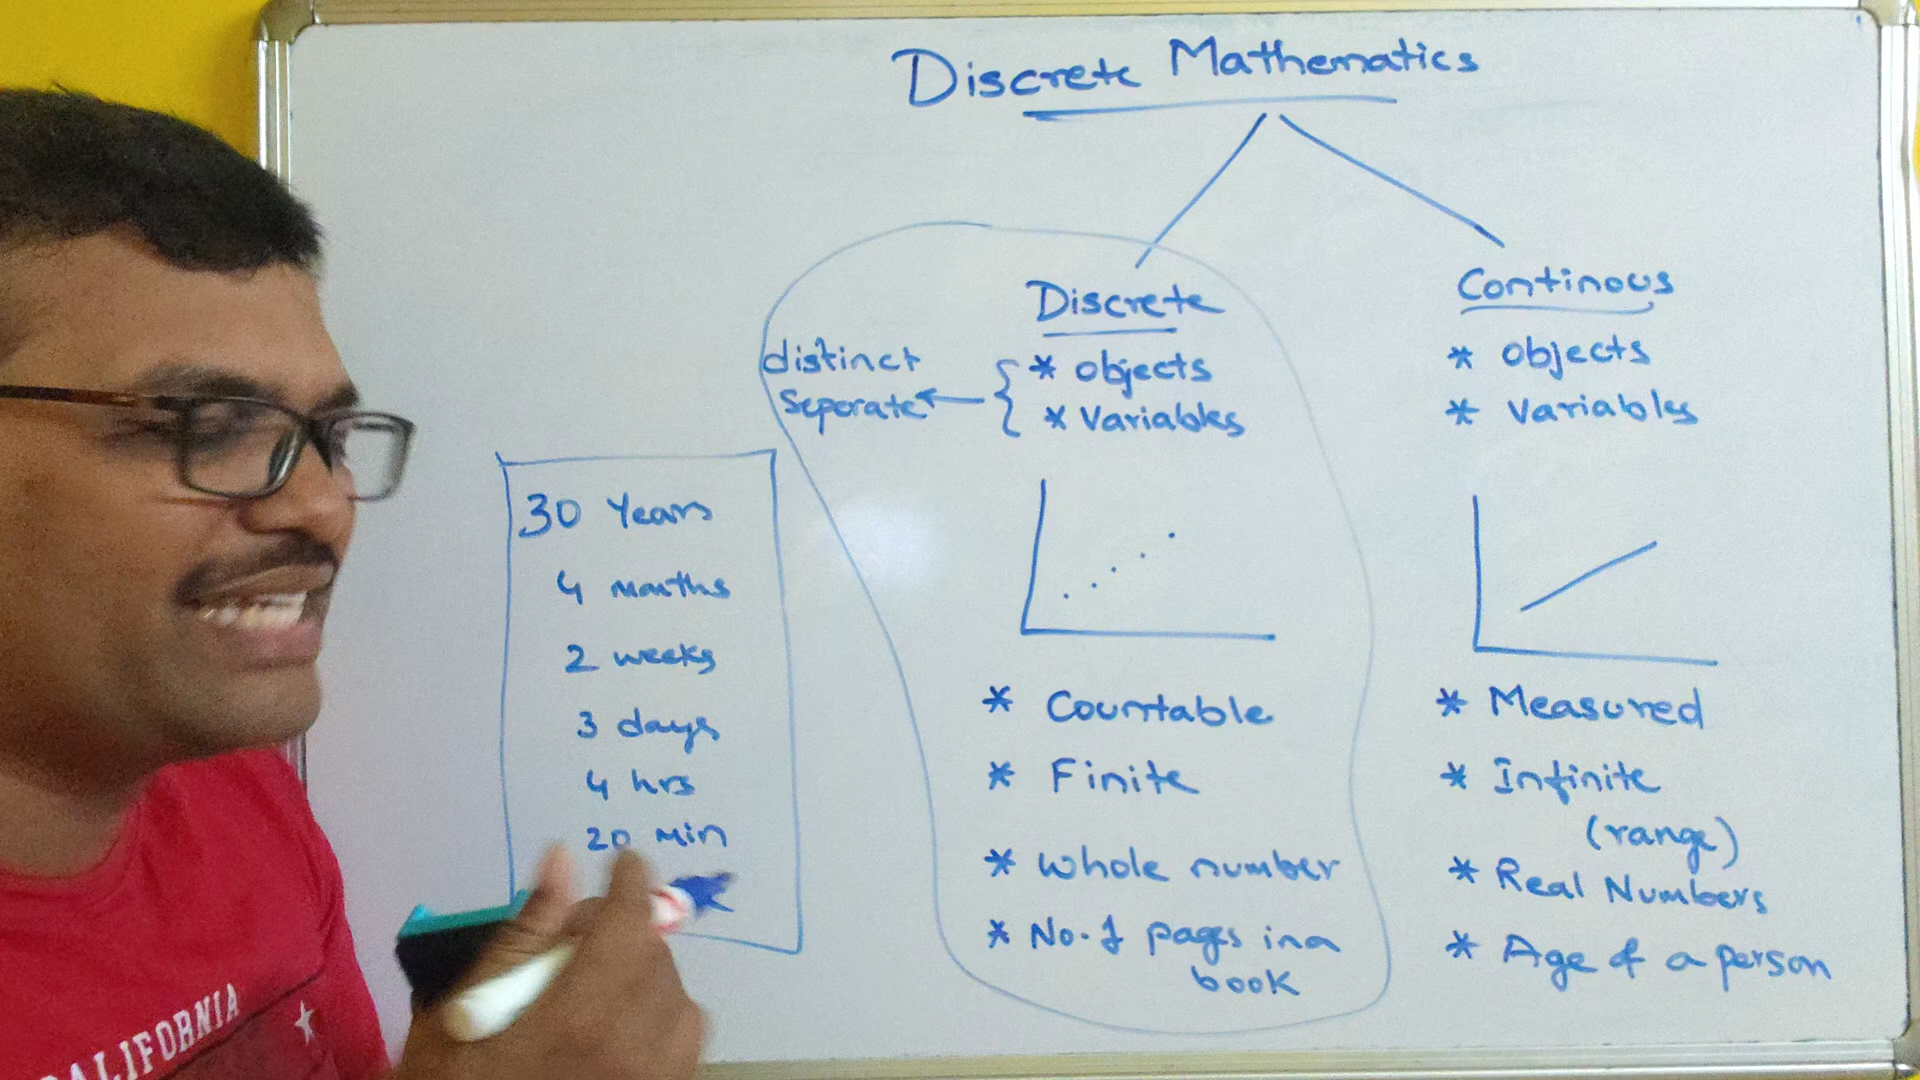 Discrete Mathematics
Discrete
* Objects
* Variables
distinct
Seperate
* Countable
* Finite
* Whole number
* No. of pages in a
book
Continous
* Objects
* Variables
* Measured
* Infinite
(range)
* Real Numbers
* Age of a person
30 Years
4 months
2 weeks
3 days
4 hrs
20 Min
CALIFORNIA